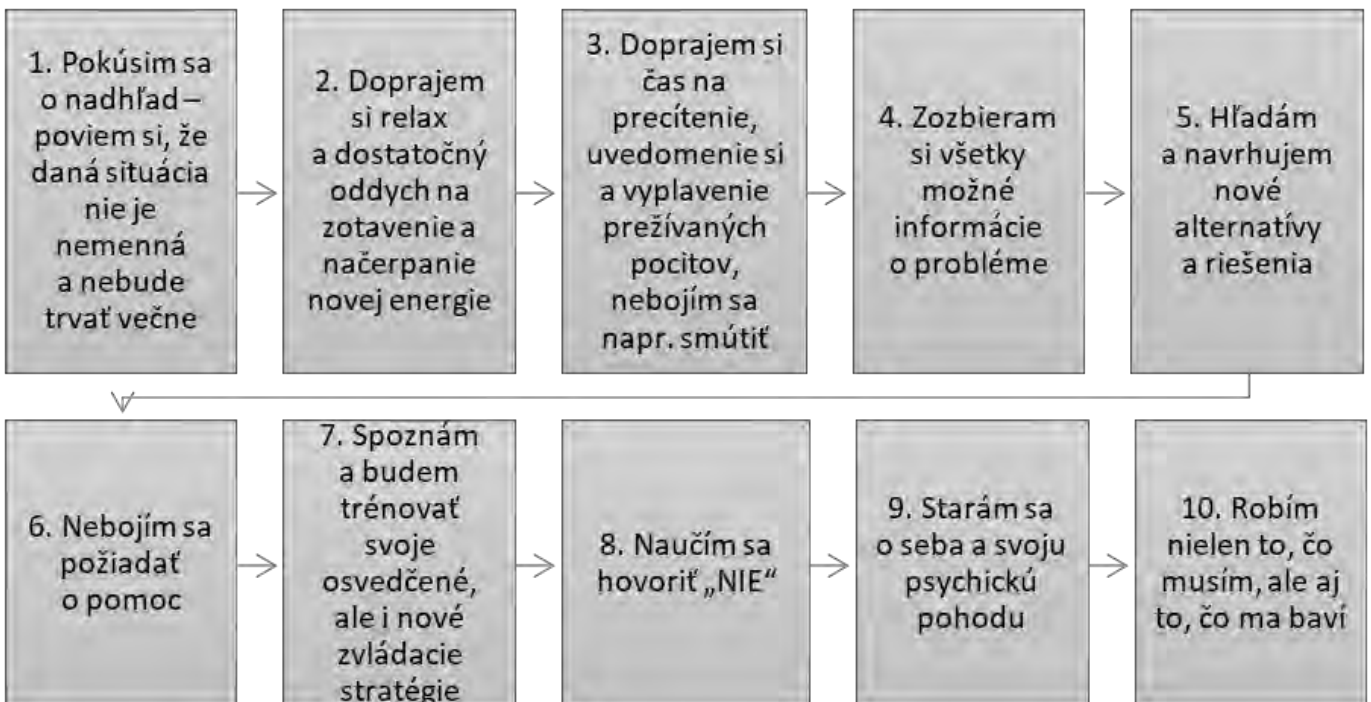 1. Pokúsim sa
o nadhľad –
poviem si, že
daná situácia
nie je
nemenná
a nebude
trvať večne
2. Doprajem
si relax
a dostatočný
oddych na
zotavenie a
načerpanie
novej energie
3. Doprajem si
čas na
precítenie,
uvedomenie si
a vyplavenie
prežívaných
pocitov,
nebojím sa
napr. smútiť
4. Zozbieram
si všetky
možné
informácie
o probléme
5. Hľadám
a navrhujem
nové
alternatívy
a riešenia
6. Nebojím sa
požiadať
o pomoc
7. Spoznám
a budem
trénovať
svoje
osvedčené,
ale i nové
zvládacie
stratégie
8. Naučím sa
hovoriť „NIE“
9. Starám sa
o seba a svoju
psychickú
pohodu
10. Robím
nielen to, čo
musím, ale aj
to, čo ma baví